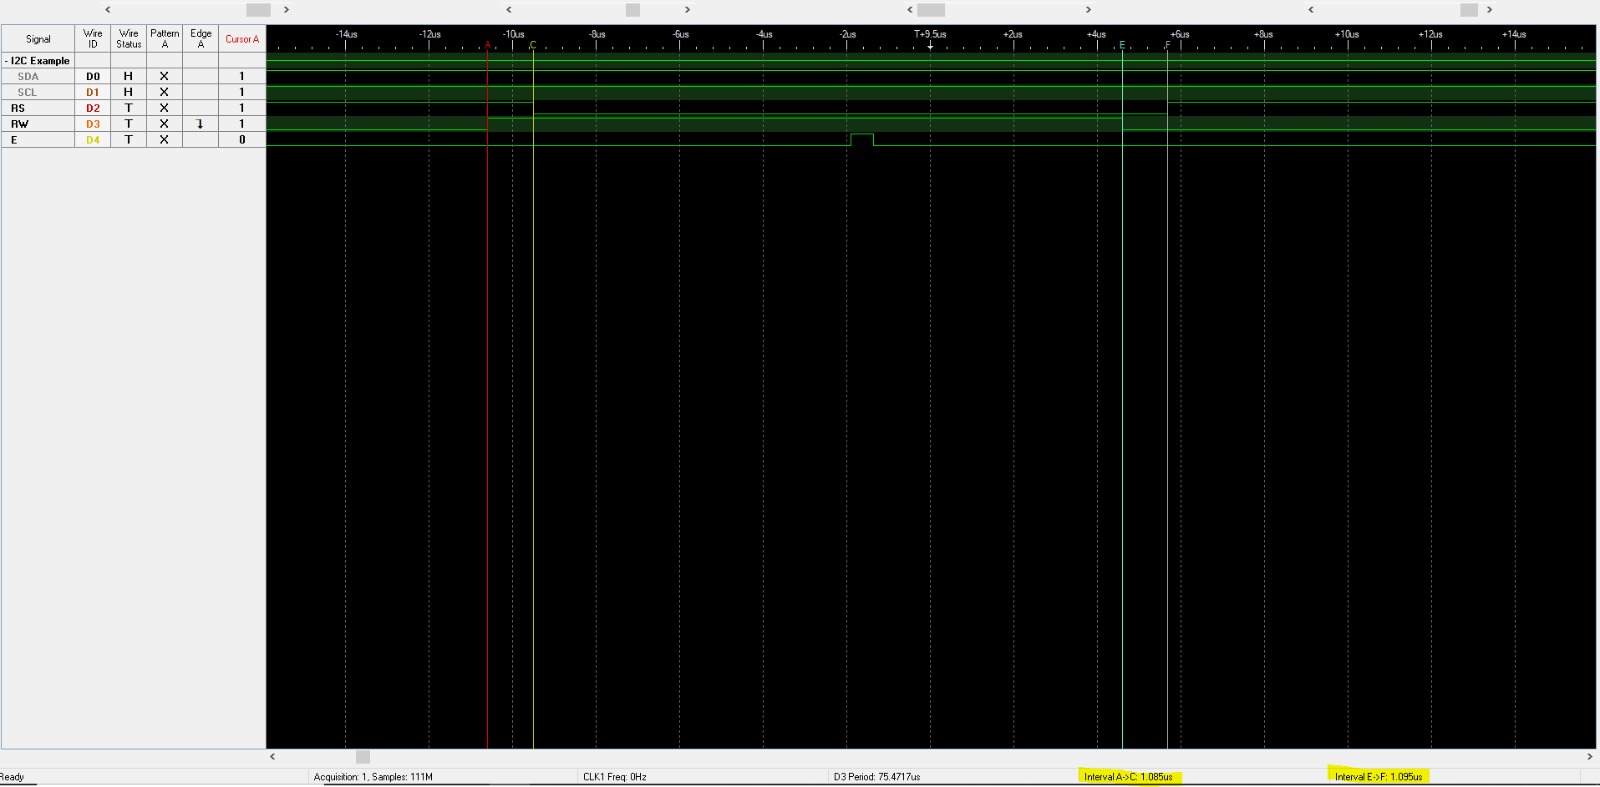 Signal Wire ID Wire Status Pattern A Edge A Cursor A
-14us -12us -10us -8us -6us -4us -2us T+9.5us +2us +4us +6us +8us +10us +12us +14us
A C E F
- I2C Example
SDA D0 H X 1
SCL D1 H X 1
RS D2 T X 1
RW D3 T X 1
E D4 T X 0
Ready Acquisition: 1, Samples: 111M CLK1 Freq: 0Hz D3 Period: 75.4717us Interval A->C: 1.085us Interval E->F: 1.095us